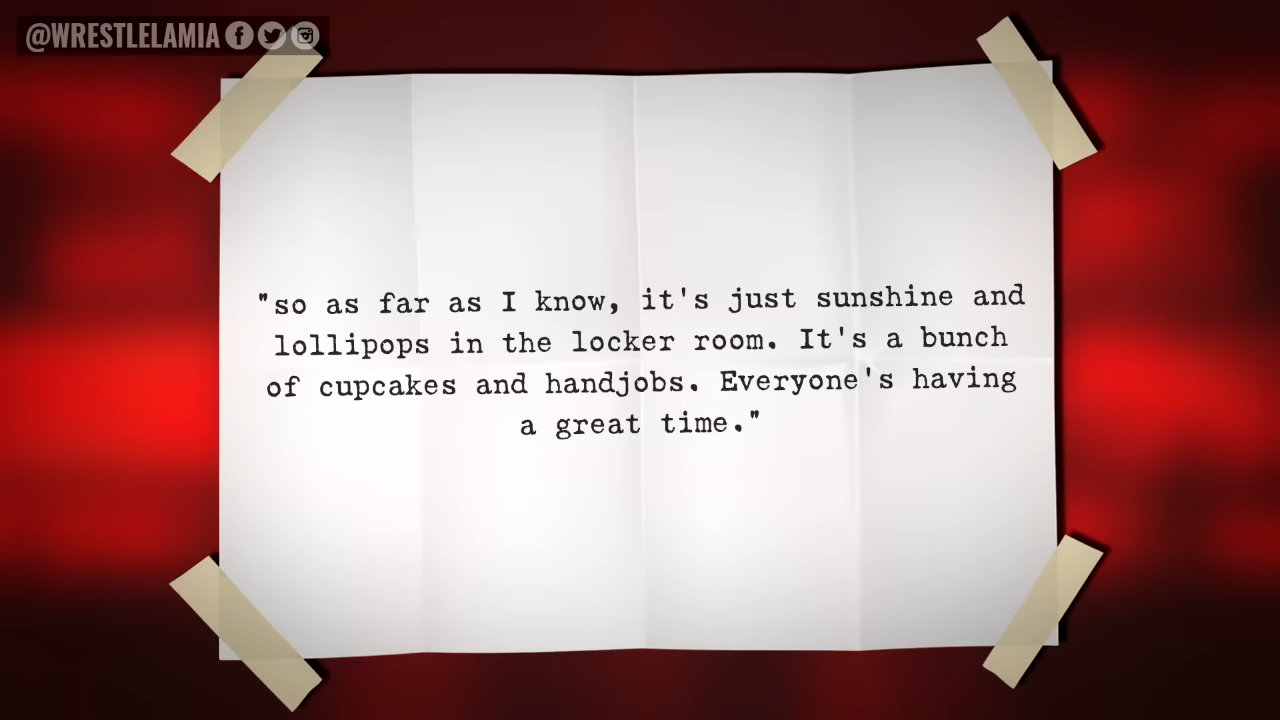 @WRESTLELAMIA
"so as far as I know, it's just sunshine and
lollipops in the locker room. It's a bunch
of cupcakes and handjobs. Everyone's having
a great time."